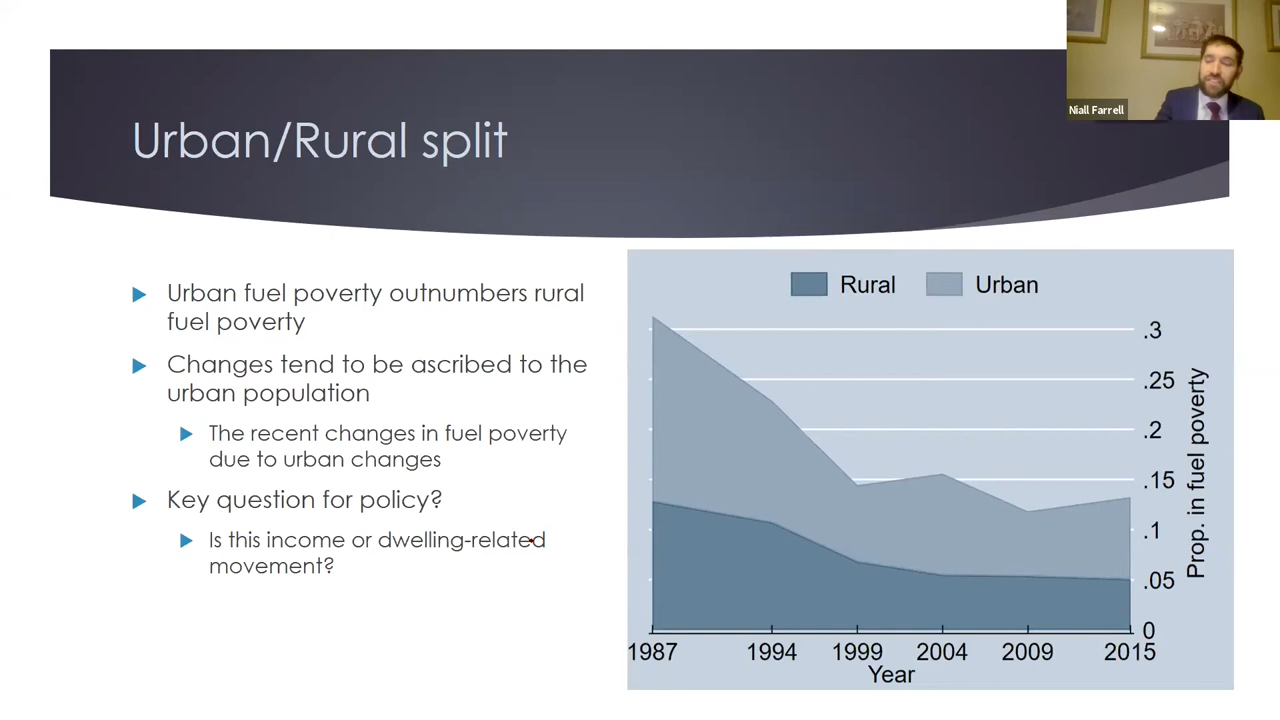 Niall Farrell
Urban/Rural split
Urban fuel poverty outnumbers rural
fuel poverty
Changes tend to be ascribed to the
urban population
The recent changes in fuel poverty
due to urban changes
Key question for policy?
Is this income or dwelling-related
movement?
Rural Urban
.3
.25
.2
.15
.1
.05
0
Prop. in fuel poverty
1987 1994 1999 2004 2009 2015
Year